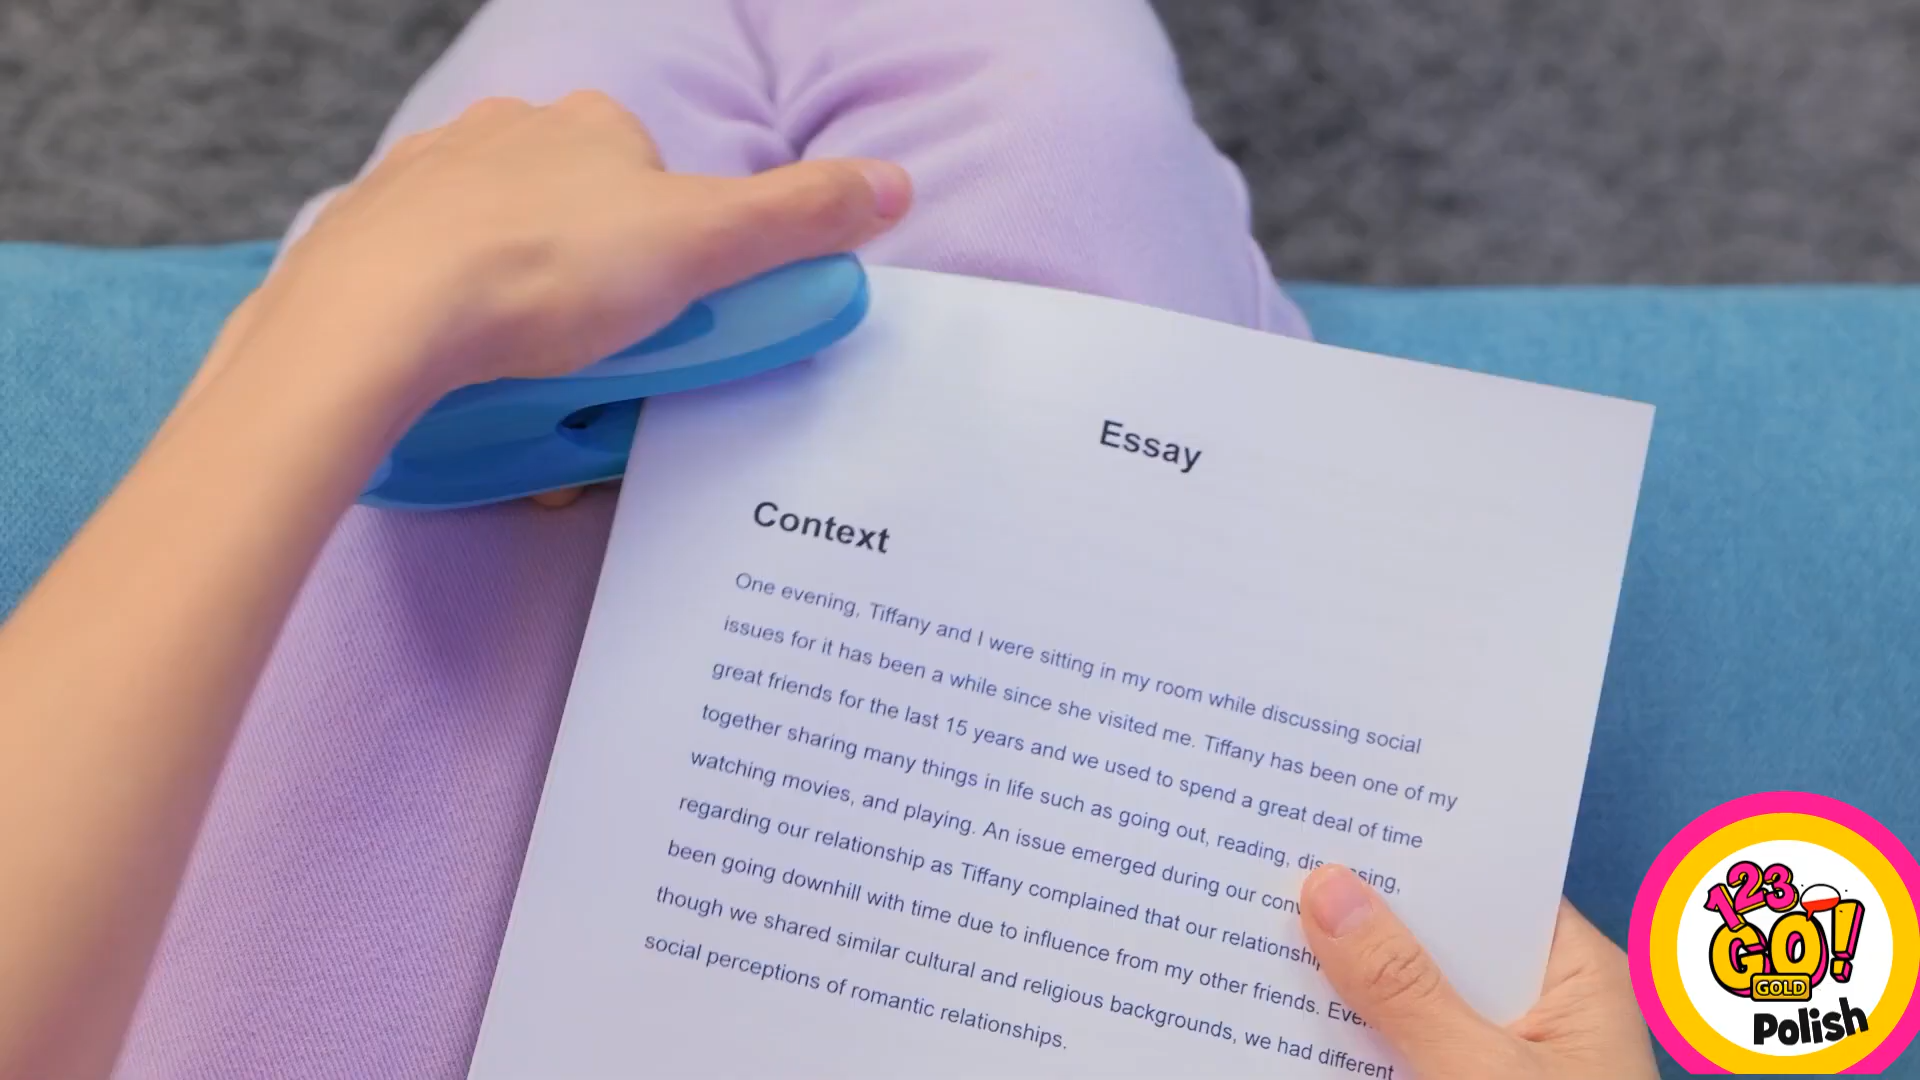 Essay
Context
One evening, Tiffany and I were sitting in my room while discussing social
issues for it has been a while since she visited me. Tiffany has been one of my
great friends for the last 15 years and we used to spend a great deal of time
together sharing many things in life such as going out, reading,
watching movies, and playing. An issue emerged during our
regarding our relationship as Tiffany complained that our
been going downhill with time due to influence from my other friends.
though we shared similar cultural and religious backgrounds, we had different
social perceptions of romantic relationships.
123
GO!
GOLD
Polish